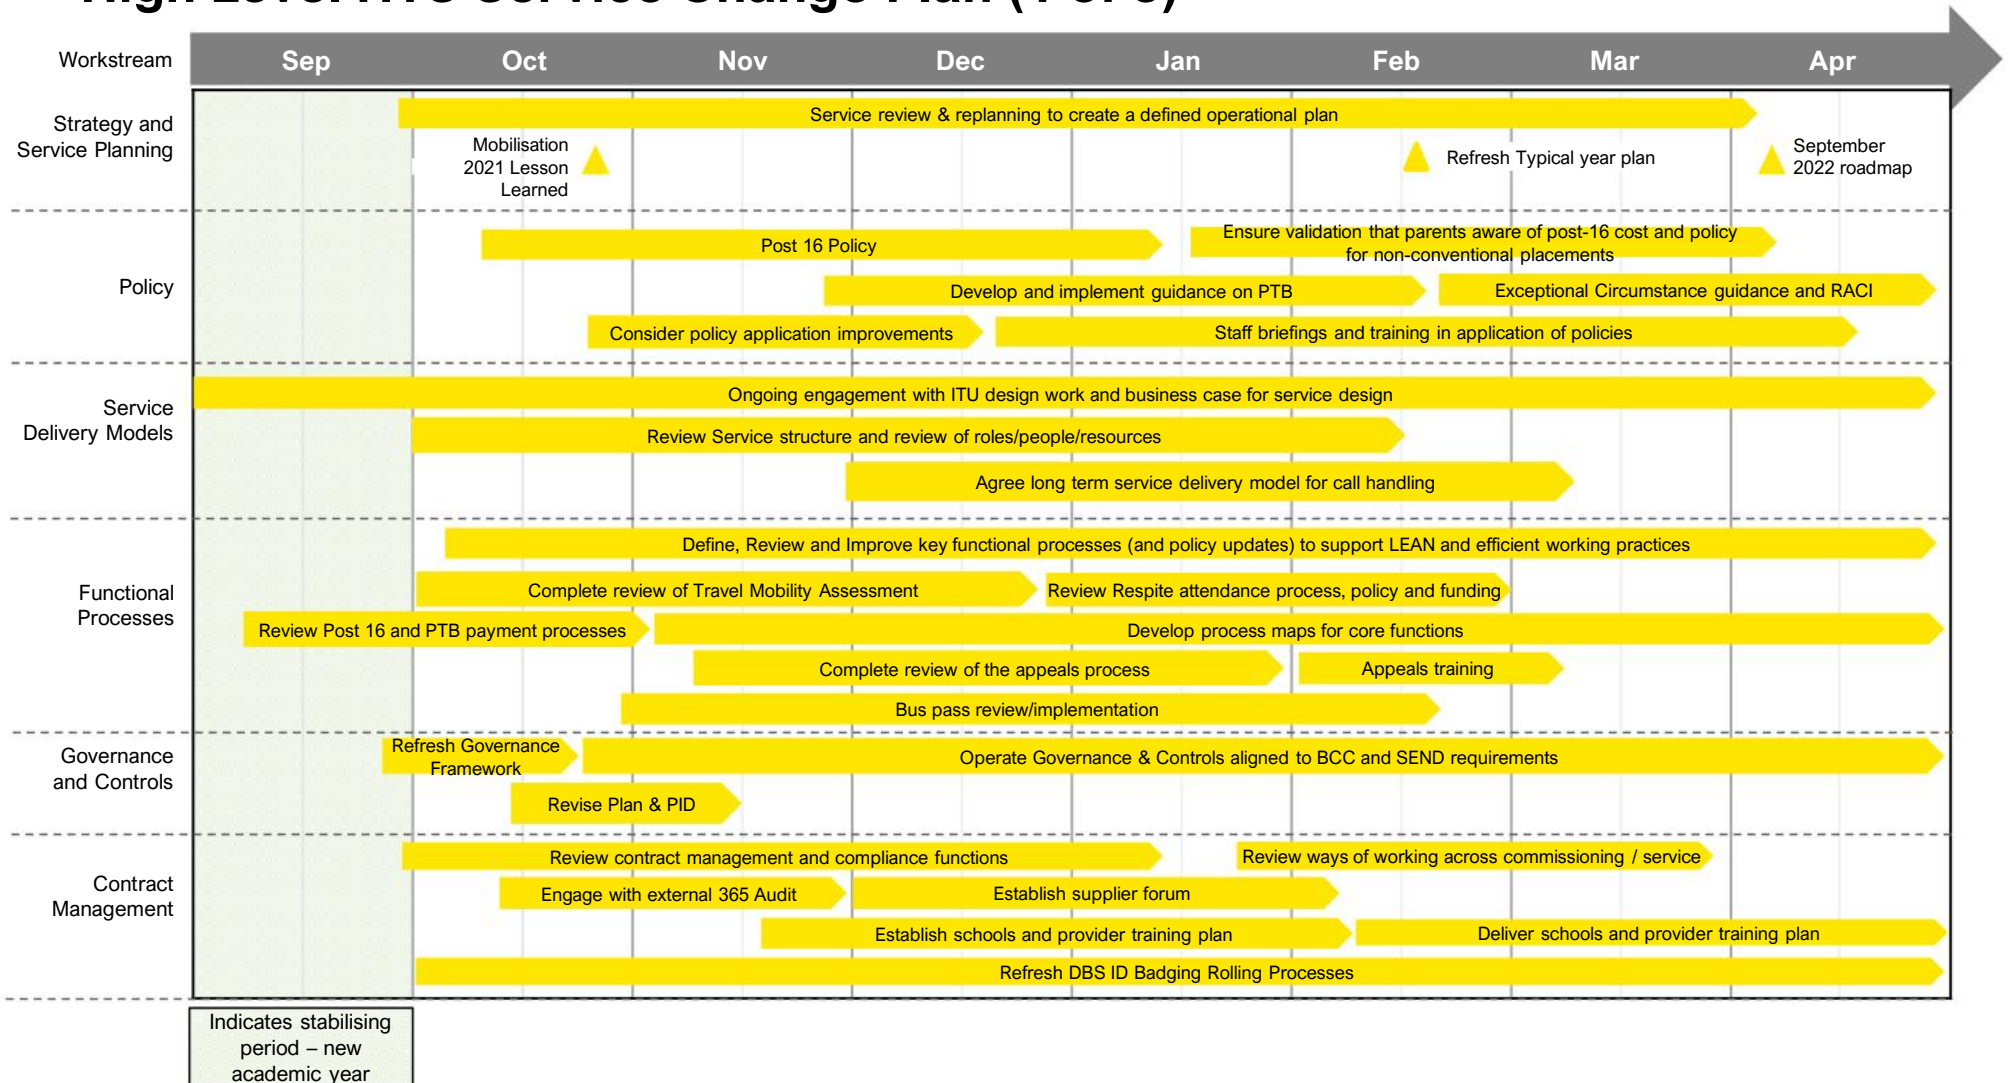 Workstream
Sep Oct Nov Dec Jan Feb Mar Apr
Strategy and
Service Planning
Service review & replanning to create a defined operational plan
Mobilisation
2021 Lesson
Learned
Refresh Typical year plan
September
2022 roadmap
Policy
Post 16 Policy
Ensure validation that parents aware of post-16 cost and policy
for non-conventional placements
Develop and implement guidance on PTB
Exceptional Circumstance guidance and RACI
Consider policy application improvements
Staff briefings and training in application of policies
Service
Delivery Models
Ongoing engagement with ITU design work and business case for service design
Review Service structure and review of roles/people/resources
Agree long term service delivery model for call handling
Functional
Processes
Define, Review and Improve key functional processes (and policy updates) to support LEAN and efficient working practices
Complete review of Travel Mobility Assessment
Review Respite attendance process, policy and funding
Review Post 16 and PTB payment processes
Develop process maps for core functions
Complete review of the appeals process
Appeals training
Bus pass review/implementation
Governance
and Controls
Refresh Governance
Framework
Operate Governance & Controls aligned to BCC and SEND requirements
Revise Plan & PID
Contract
Management
Review contract management and compliance functions
Review ways of working across commissioning / service
Engage with external 365 Audit
Establish supplier forum
Establish schools and provider training plan
Deliver schools and provider training plan
Refresh DBS ID Badging Rolling Processes
Indicates stabilising
period – new
academic year